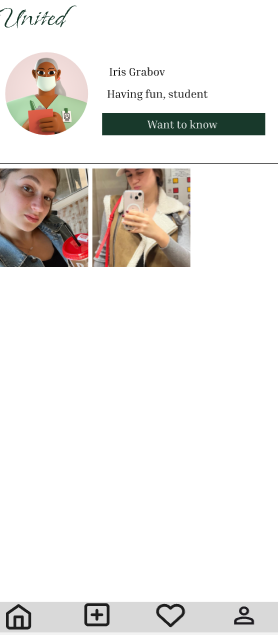 United
Iris Grabov
Having fun, student
Want to know